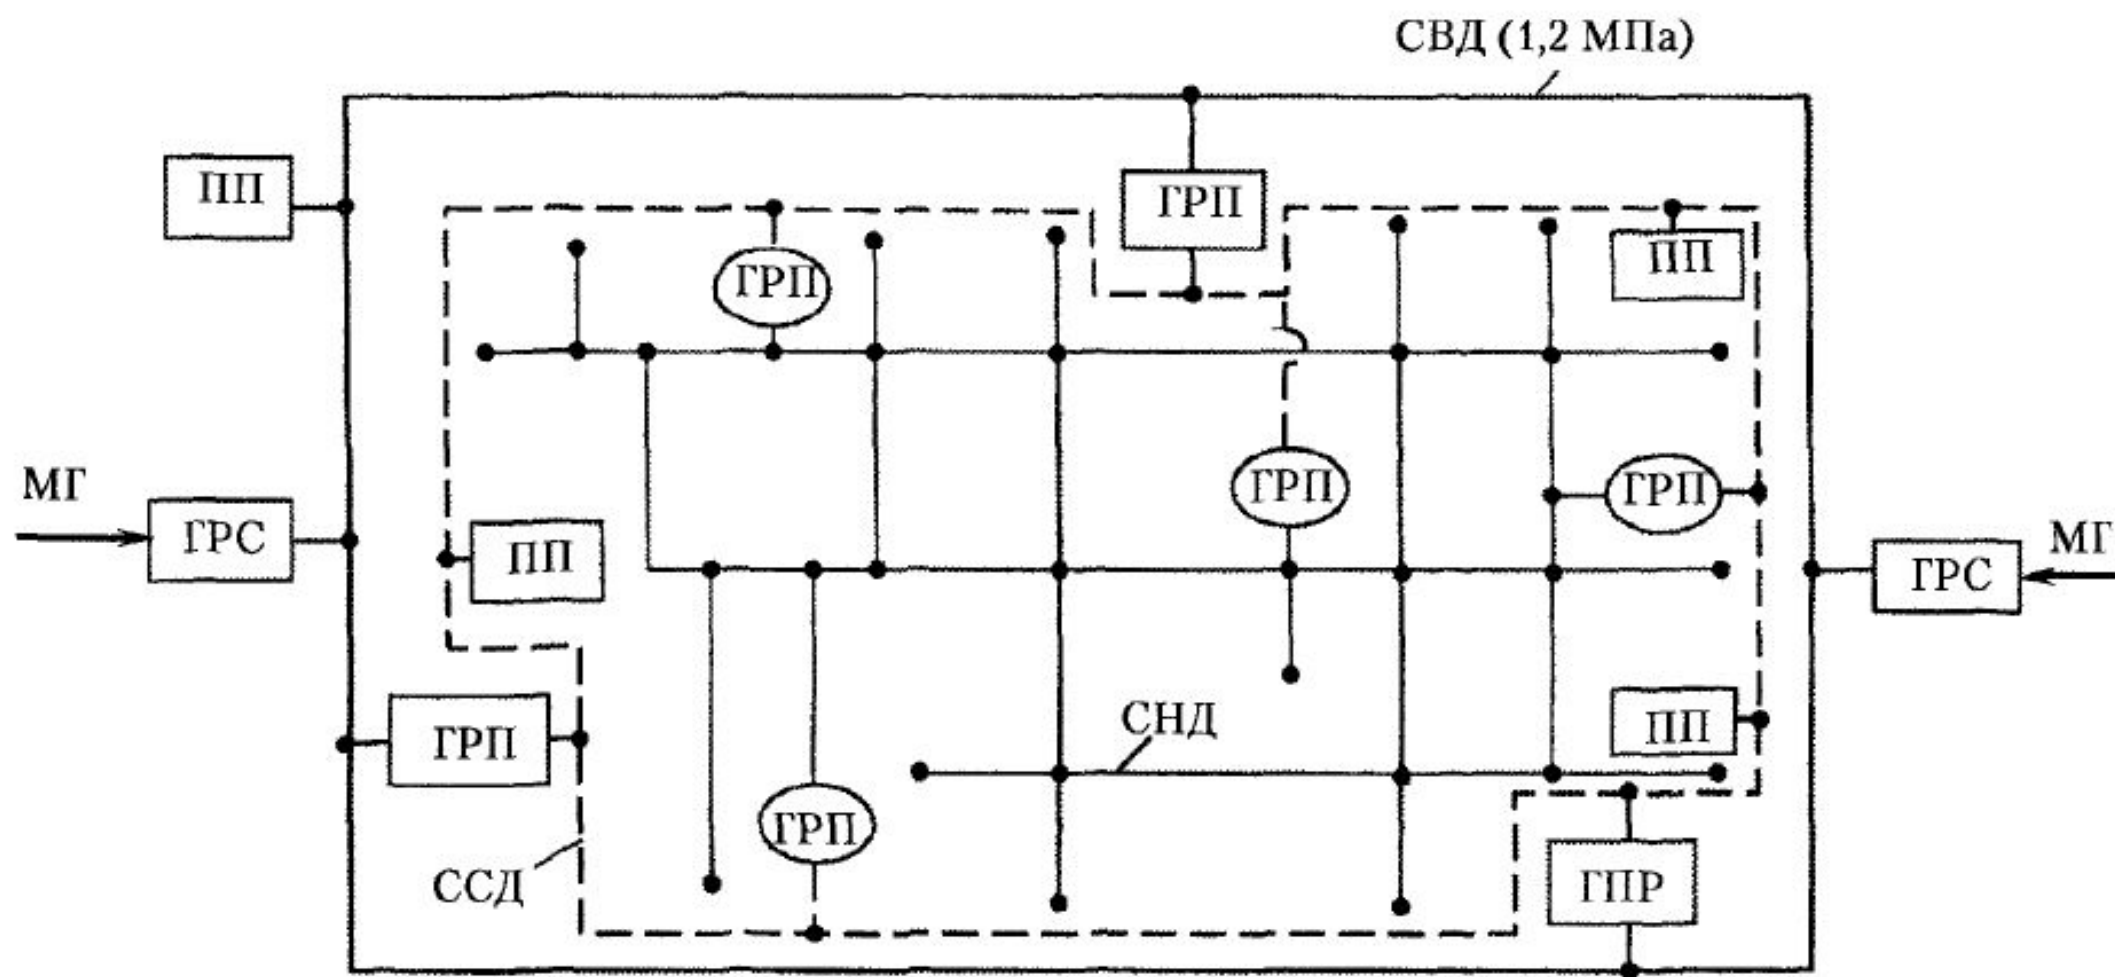 СВД (1,2 МПа)
ПП
ГРП
ГРП
ПП
МГ
ГРС
ПП
ГРП
ГРП
ГРС
МГ
ГРП
СНД
ПП
ГРП
ССД
ГПР